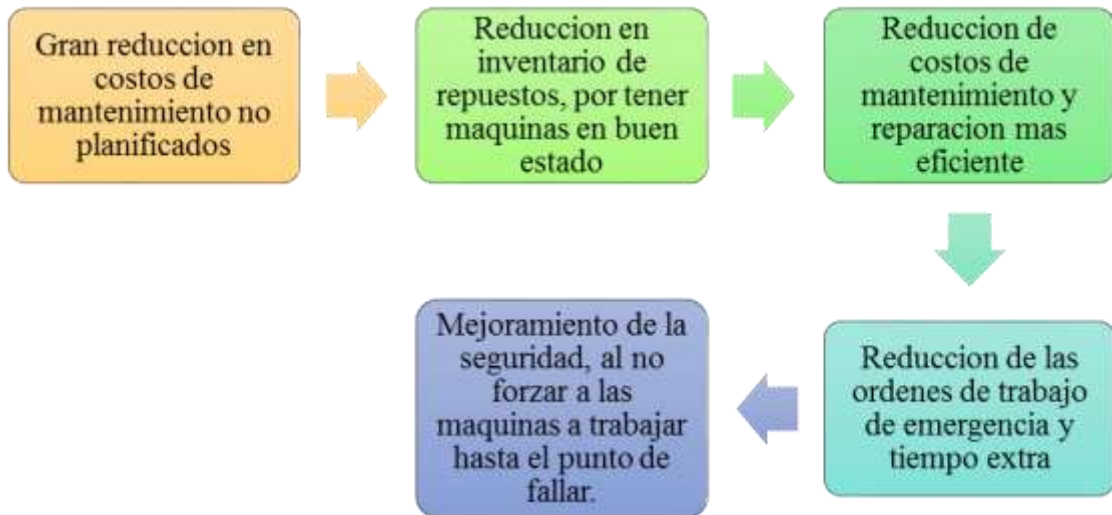 Gran reduccion en
costos de
mantenimiento no
planificados
Reduccion en
inventario de
repuestos, por tener
maquinas en buen
estado
Reduccion de
costos de
mantenimiento y
reparacion mas
eficiente
Reduccion de las
ordenes de trabajo
de emergencia y
tiempo extra
Mejoramiento de la
seguridad, al no
forzar a las
maquinas a trabajar
hasta el punto de
fallar.